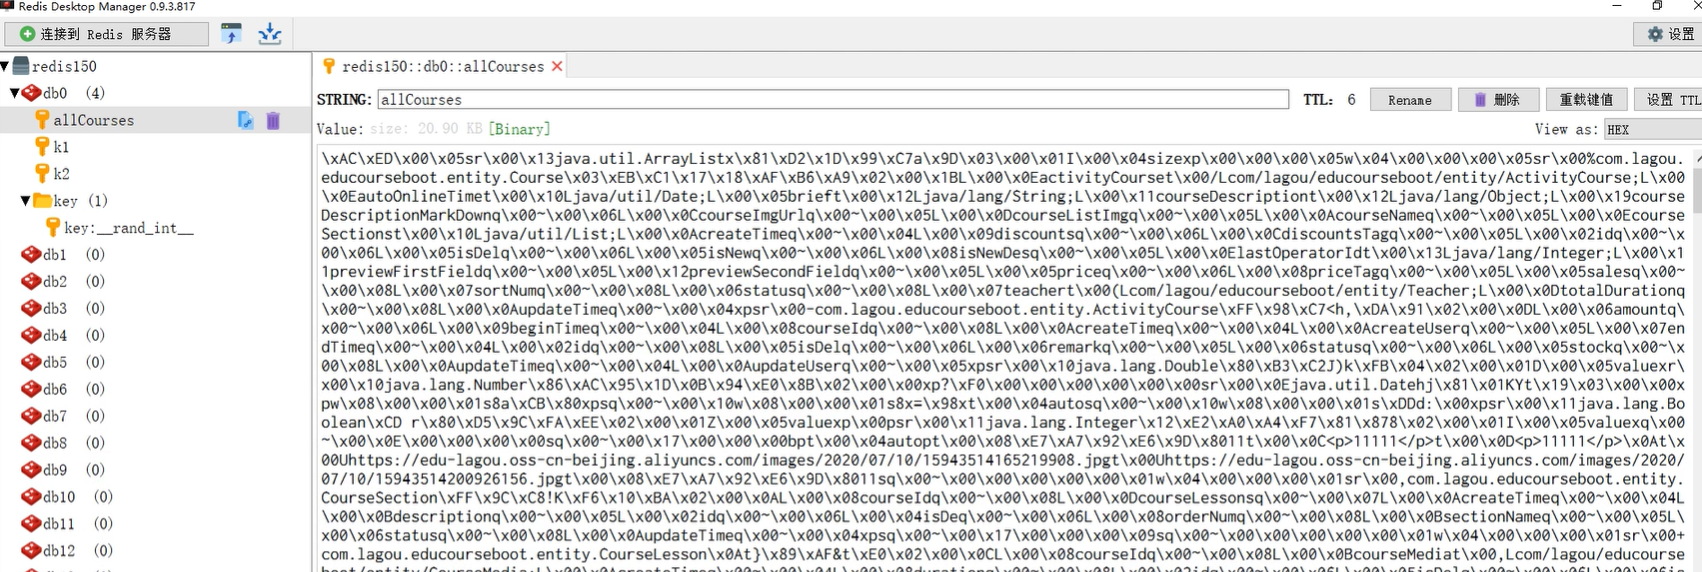 Redis Desktop Manager 0.9.3.817
连接到 Redis 服务器
设置
redis150
db0 (4)
allCourses
k1
k2
key (1)
key:__rand_int__
db1 (0)
db2 (0)
db3 (0)
db4 (0)
db5 (0)
db6 (0)
db7 (0)
db8 (0)
db9 (0)
db10 (0)
db11 (0)
db12 (0)
redis150::db0::allCourses
STRING: allCourses TTL: 6 Rename 删除 重载键值 设置 TTL
Value: size: 20.90 KB [Binary] View as: HEX
\xAC\xED\x00\x05sr\x00\x13java.util.ArrayListx\x81\xD2\x1D\x99\xC7a\x9D\x03\x00\x01I\x00\x04sizexp\x00\x00\x00\x05w\x04\x00\x00\x00\x05sr\x00%com.lagou.
educourseboot.entity.Course\x03\xEB\xC1\x17\x18\xAF\xB6\xA9\x02\x00\x1BL\x00\x0EactivityCourset\x00/Lcom/lagou/educourseboot/entity/ActivityCourse;L\x00
\x0EautoOnlineTimet\x00\x10Ljava/util/Date;L\x00\x05brieft\x00\x12Ljava/lang/String;L\x00\x11courseDescriptiont\x00\x12Ljava/lang/Object;L\x00\x19course
DescriptionMarkDownq\x00~\x00\x06L\x00\x0CcourseImgUrlq\x00~\x00\x05L\x00\x0DcourseListImgq\x00~\x00\x05L\x00\x0AcourseNameq\x00~\x00\x05L\x00\x0Ecourse
Sectionst\x00\x10Ljava/util/List;L\x00\x0AcreateTimeq\x00~\x00\x04L\x00\x09discountsq\x00~\x00\x06L\x00\x0CdiscountsTagq\x00~\x00\x05L\x00\x02idq\x00~\x
00\x06L\x00\x05isDelq\x00~\x00\x06L\x00\x05isNewq\x00~\x00\x06L\x00\x08isNewDesq\x00~\x00\x05L\x00\x0ElastOperatorIdt\x00\x13Ljava/lang/Integer;L\x00\x1
1previewFirstFieldq\x00~\x00\x05L\x00\x12previewSecondFieldq\x00~\x00\x05L\x00\x05priceq\x00~\x00\x06L\x00\x08priceTagq\x00~\x00\x05L\x00\x05salesq\x00~
\x00\x08L\x00\x07sortNumq\x00~\x00\x08L\x00\x06statusq\x00~\x00\x08L\x00\x07teachert\x00(Lcom/lagou/educourseboot/entity/Teacher;L\x00\x0DtotalDurationq
\x00~\x00\x08L\x00\x0AupdateTimeq\x00~\x00\x04xpsr\x00-com.lagou.educourseboot.entity.ActivityCourse\xFF\x98\xC7<h,\xDA\x91\x02\x00\x0DL\x00\x06amountq
\x00~\x00\x06L\x00\x09beginTimeq\x00~\x00\x04L\x00\x08courseIdq\x00~\x00\x08L\x00\x0AcreateTimeq\x00~\x00\x04L\x00\x0AcreateUserq\x00~\x00\x05L\x00\x07en
dTimeq\x00~\x00\x04L\x00\x02idq\x00~\x00\x08L\x00\x05isDelq\x00~\x00\x06L\x00\x06remarkq\x00~\x00\x05L\x00\x06statusq\x00~\x00\x06L\x00\x05stockq\x00~\x
00\x08L\x00\x0AupdateTimeq\x00~\x00\x04L\x00\x0AupdateUserq\x00~\x00\x05xpsr\x00\x10java.lang.Double\x80\xB3\xC2J)k\xFB\x04\x02\x00\x01D\x00\x05valuexr\
x00\x10java.lang.Number\x86\xAC\x95\x1D\x0B\x94\xE0\x8B\x02\x00\x00xp?\xF0\x00\x00\x00\x00\x00\x00sr\x00\x0Ejava.util.Datehj\x81\x01KYt\x19\x03\x00\x00x
pw\x08\x00\x00\x01s8a\xCB\x80xpsq\x00~\x00\x10w\x08\x00\x00\x01s8x=\x98xt\x00\x04autosq\x00~\x00\x10w\x08\x00\x00\x01s\xDDd:\x00xpsr\x00\x11java.lang.Bo
olean\xCD r\x80\xD5\x9C\xFA\xEE\x02\x00\x01Z\x00\x05valuexp\x00psr\x00\x11java.lang.Integer\x12\xE2\xA0\xA4\xF7\x81\x878\x02\x00\x01I\x00\x05valuexq\x00
~\x00\x0E\x00\x00\x00\x00sq\x00~\x00\x17\x00\x00\x00bpt\x00\x04autopt\x00\x08\xE7\xA7\x92\xE6\x9D\x8011t\x00\x0C<p>11111</p>t\x00\x0D<p>11111</p>\x0At\x
00Uhttps://edu-lagou.oss-cn-beijing.aliyuncs.com/images/2020/07/10/15943514165219908.jpgt\x00Uhttps://edu-lagou.oss-cn-beijing.aliyuncs.com/images/2020/
07/10/15943514200926156.jpgt\x00\x08\xE7\xA7\x92\xE6\x9D\x8011sq\x00~\x00\x00\x00\x00\x00\x01w\x04\x00\x00\x00\x01sr\x00,com.lagou.educourseboot.entity.
CourseSection\xFF\x9C\xC8!K\xF6\x10\xBA\x02\x00\x0AL\x00\x08courseIdq\x00~\x00\x08L\x00\x0DcourseLessonsq\x00~\x00\x07L\x00\x0AcreateTimeq\x00~\x00\x04L
\x00\x0Bdescriptionq\x00~\x00\x05L\x00\x02idq\x00~\x00\x06L\x00\x04isDeq\x00~\x00\x06L\x00\x08orderNumq\x00~\x00\x08L\x00\x0BsectionNameq\x00~\x00\x05L\
x00\x06statusq\x00~\x00\x08L\x00\x0AupdateTimeq\x00~\x00\x04xpsq\x00~\x00\x17\x00\x00\x00\x09sq\x00~\x00\x00\x00\x00\x00\x01w\x04\x00\x00\x00\x01sr\x00+
com.lagou.educourseboot.entity.CourseLesson\x0At}\x89\xAF&t\xE0\x02\x00\x0CL\x00\x08courseIdq\x00~\x00\x08L\x00\x0BcourseMediat\x00,Lcom/lagou/educourse